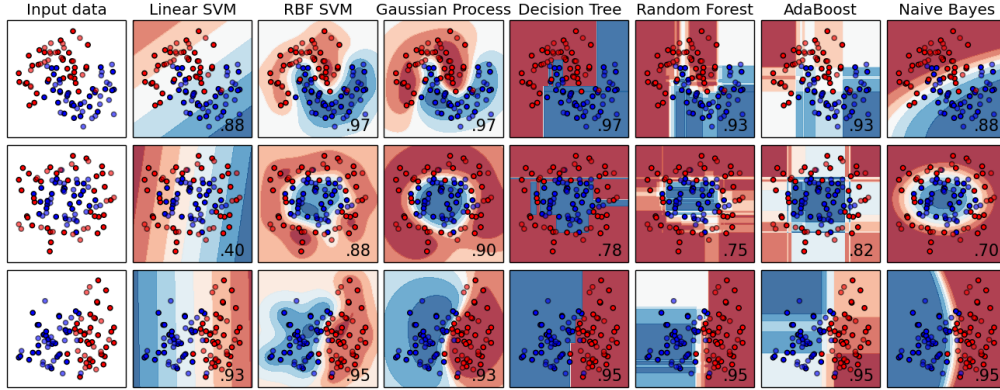 Input data Linear SVM RBF SVM Gaussian Process Decision Tree Random Forest AdaBoost Naive Bayes
.88 .97 .97 .97 .93 .93 .88
.40 .88 .90 .78 .75 .82 .70
.93 .95 .93 .95 .95 .95 .95